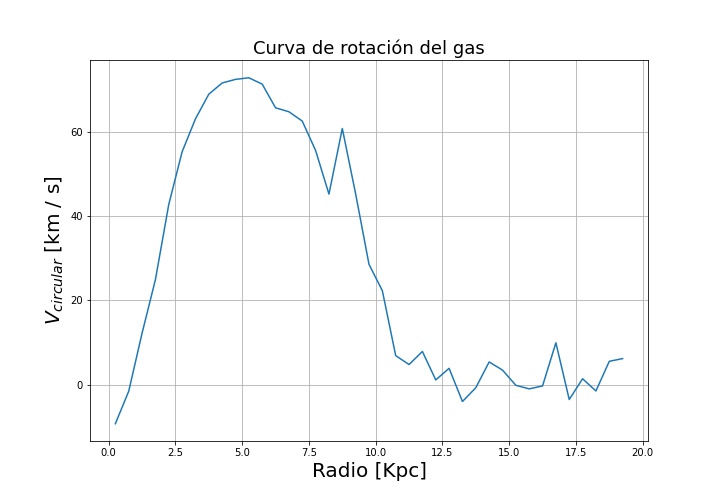 Curva de rotación del gas
V_circular [km / s]
60
40
20
0
0.0 2.5 5.0 7.5 10.0 12.5 15.0 17.5 20.0
Radio [Kpc]